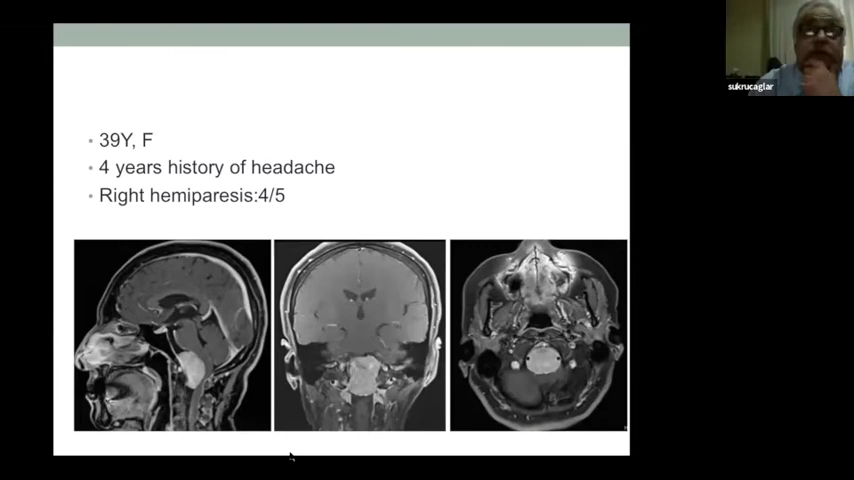 39Y, F
4 years history of headache
Right hemiparesis:4/5
sukrucaglar